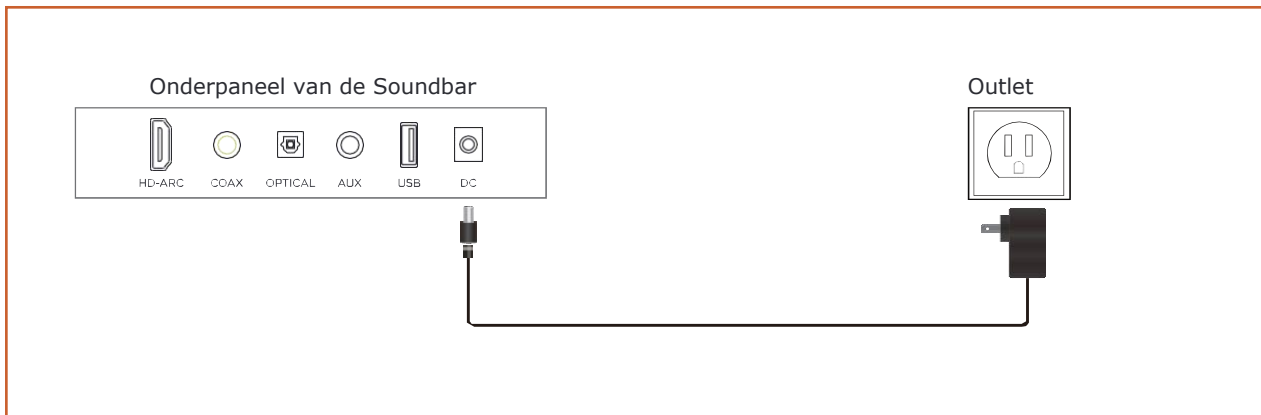 Onderpaneel van de Soundbar
Outlet
HD-ARC COAX OPTICAL AUX USB DC